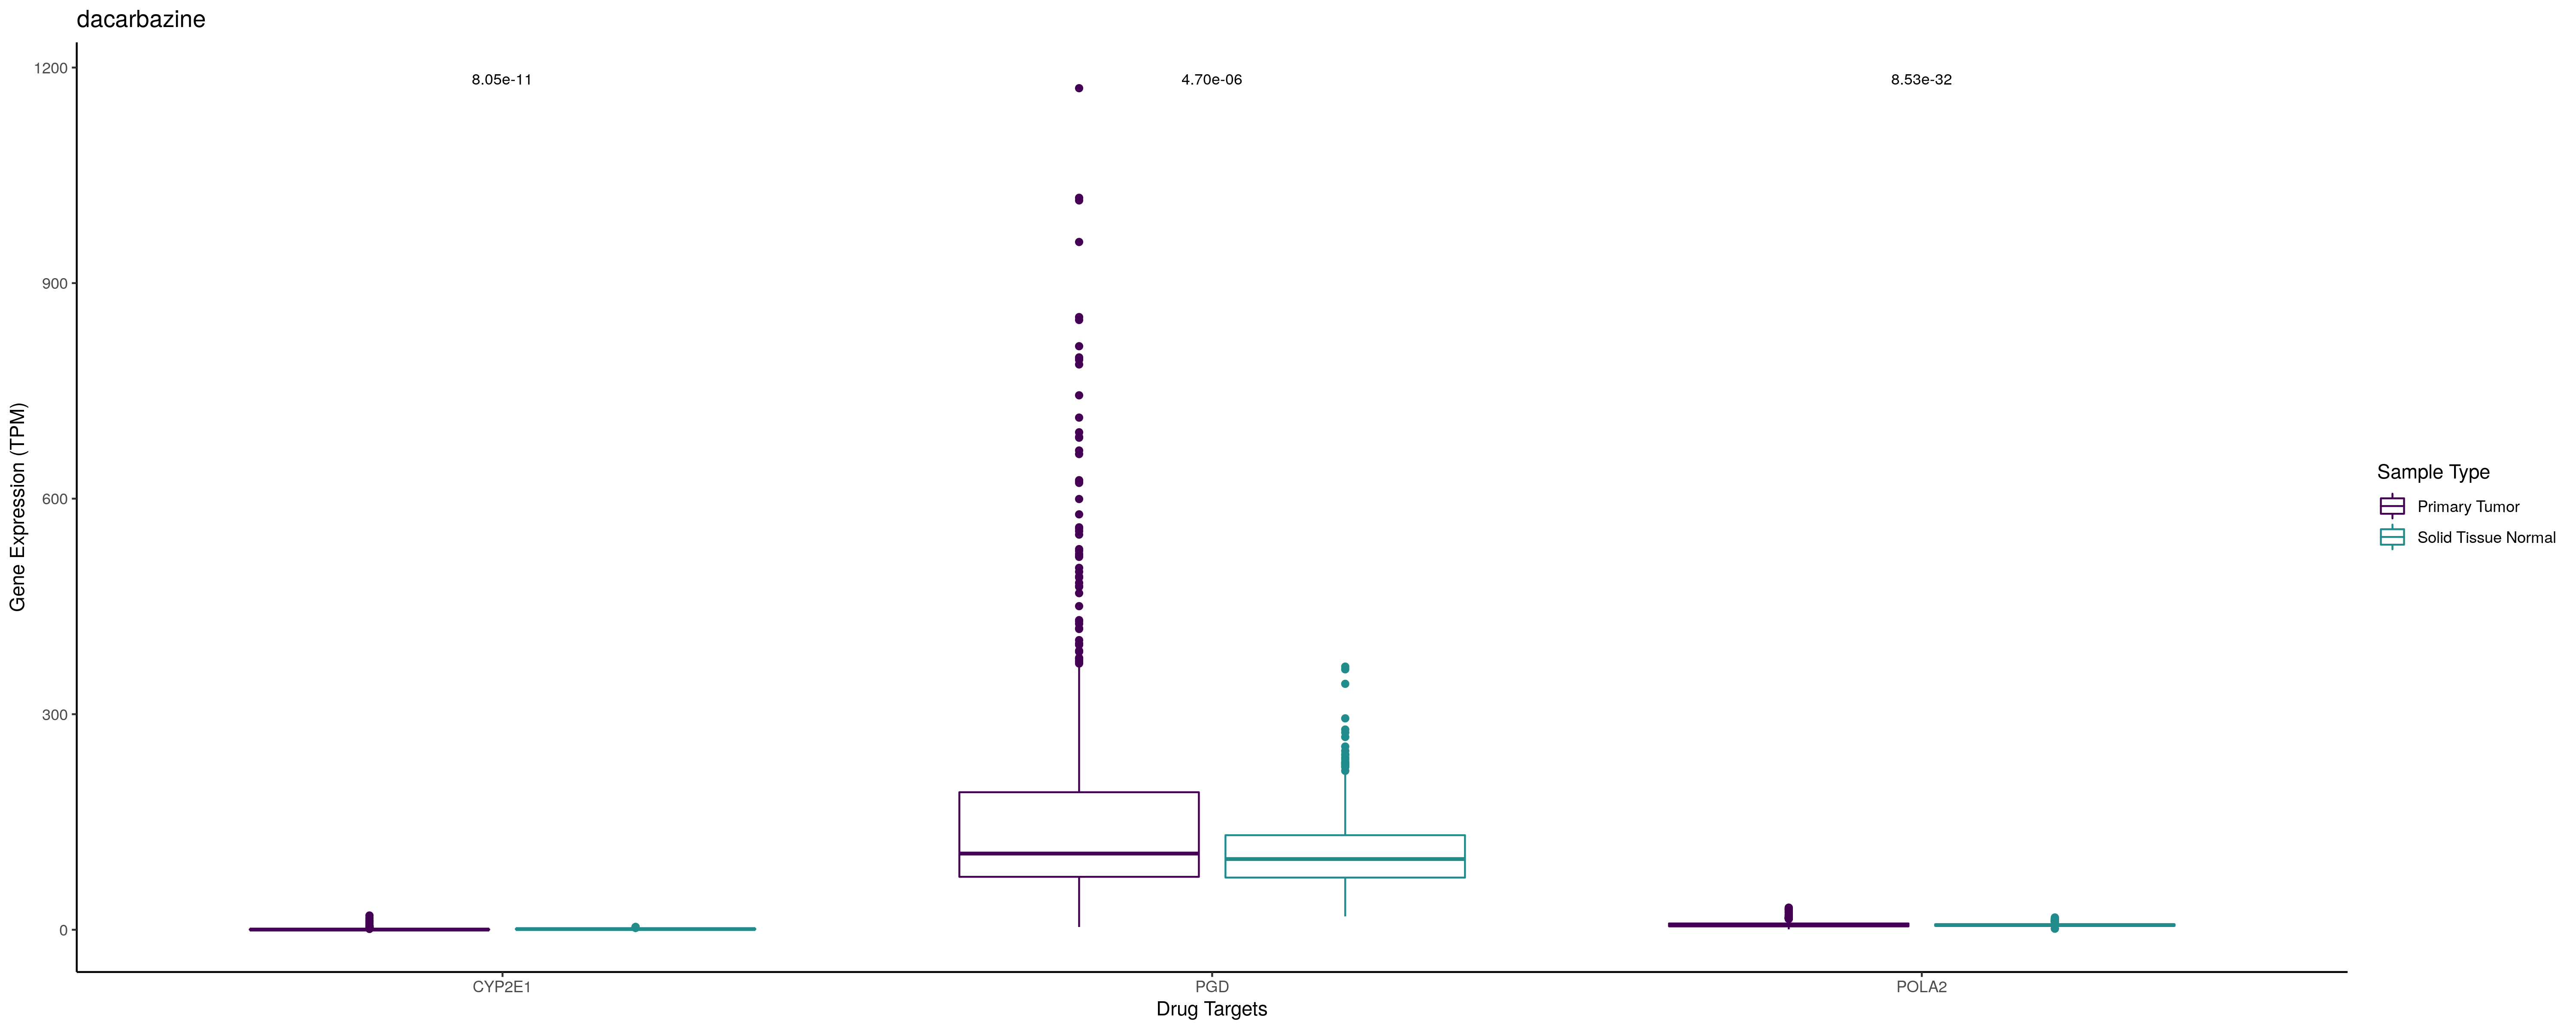 dacarbazine
1200
900
600
300
0
Gene Expression (TPM)
8.05e-11
4.70e-06
8.53e-32
CYP2E1
PGD
POLA2
Drug Targets
Sample Type
Primary Tumor
Solid Tissue Normal